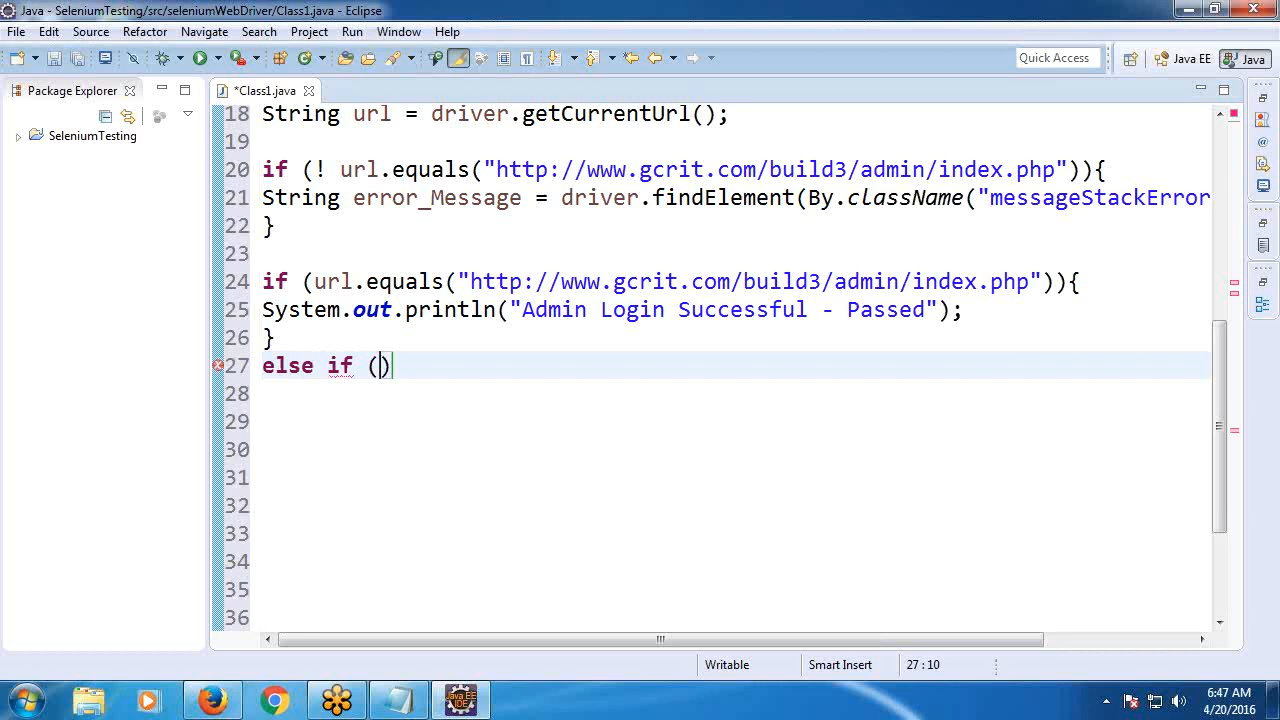 Java - SeleniumTesting/src/seleniumWebDriver/Class1.java - Eclipse
File Edit Source Refactor Navigate Search Project Run Window Help
Quick Access Java EE Java
Package Explorer *Class1.java
SeleniumTesting
18 String url = driver.getCurrentUrl();
19
20 if (! url.equals("http://www.gcrit.com/build3/admin/index.php")){
21 String error_Message = driver.findElement(By.className("messageStackError
22 }
23
24 if (url.equals("http://www.gcrit.com/build3/admin/index.php")){
25 System.out.println("Admin Login Successful - Passed");
26 }
27 else if ()
28
29
30
31
32
33
34
35
36
Writable Smart Insert 27 : 10
Java EE
IDE
6:47 AM
4/20/2016